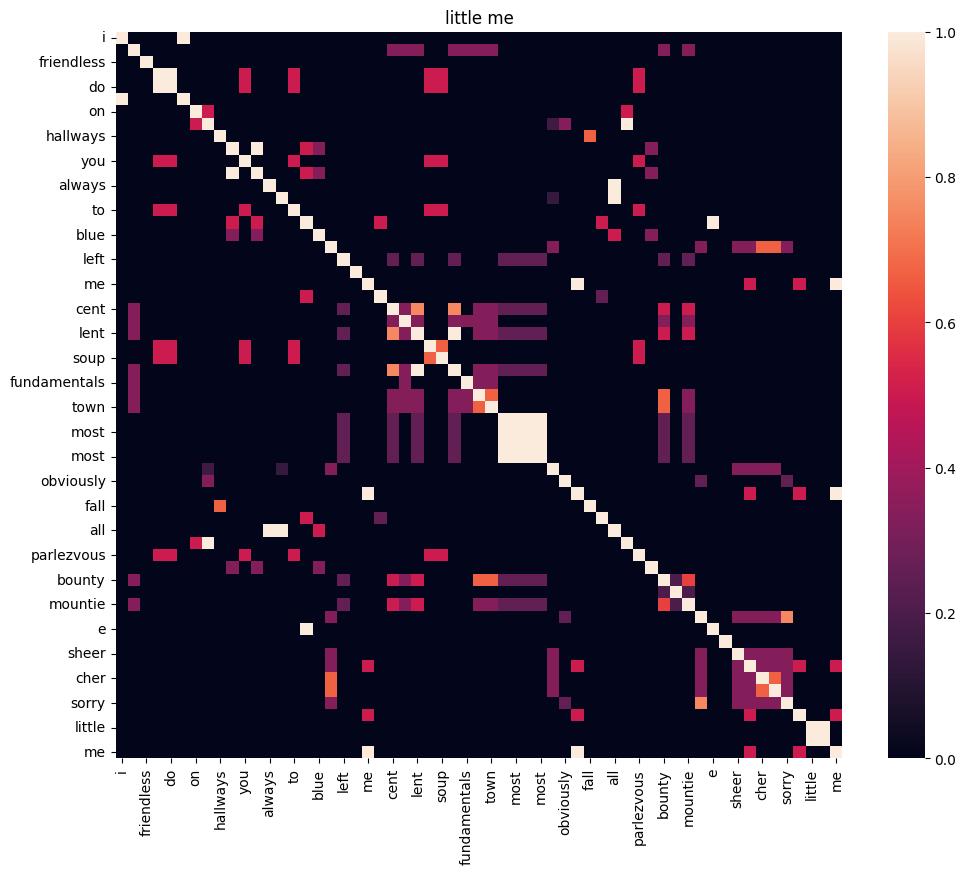 little me
i
friendless
do
on
hallways
you
always
to
blue
left
me
cent
lent
soup
fundamentals
town
most
most
obviously
fall
all
parlezvous
bounty
mountie
e
sheer
cher
sorry
little
me
i
friendless
do
on
hallways
you
always
to
blue
left
me
cent
lent
soup
fundamentals
town
most
most
obviously
fall
all
parlezvous
bounty
mountie
e
sheer
cher
sorry
little
me
1.0
0.8
0.6
0.4
0.2
0.0